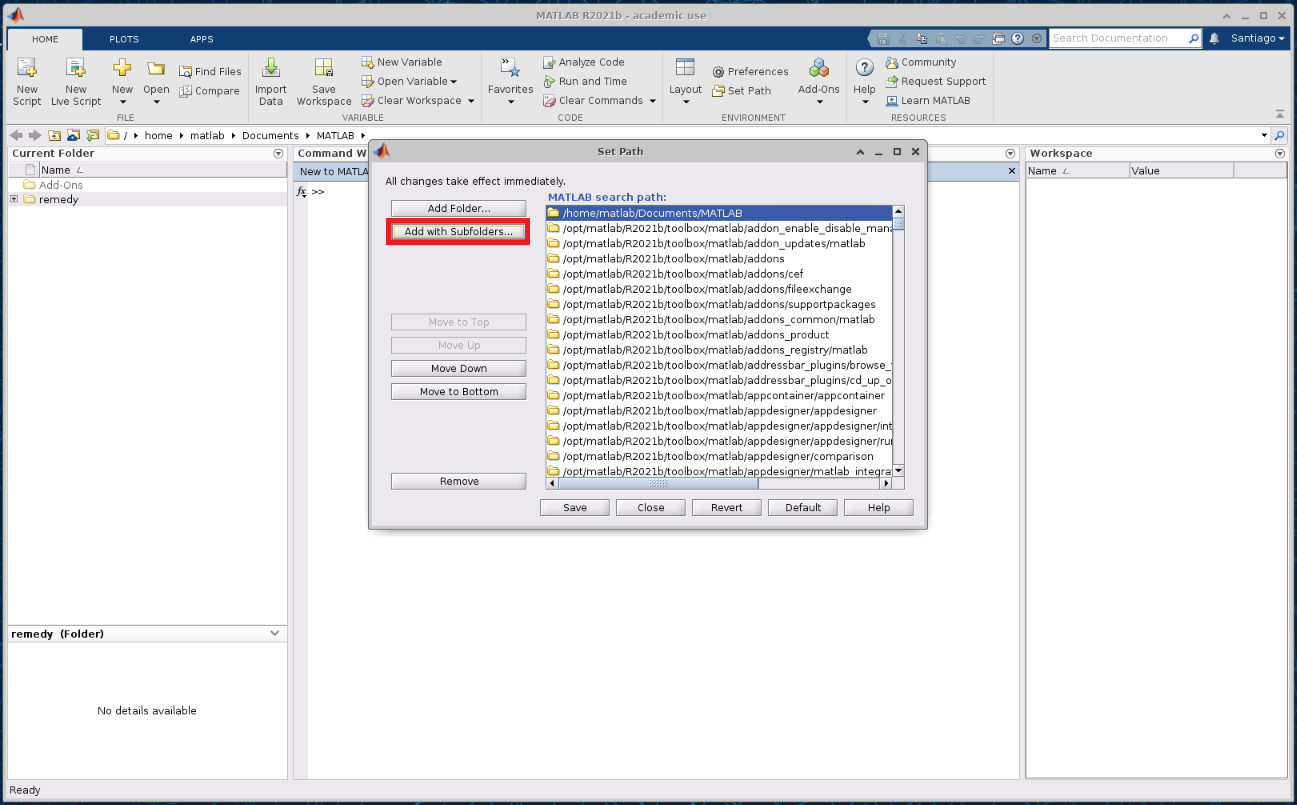 MATLAB R2021b - academic use
HOME
PLOTS
APPS
Search Documentation
Santiago
New Script
New Live Script
New
Open
Find Files
Compare
FILE
Import Data
Save Workspace
New Variable
Open Variable
Clear Workspace
VARIABLE
Favorites
Analyze Code
Run and Time
Clear Commands
CODE
Layout
Preferences
Set Path
Add-Ons
ENVIRONMENT
Help
Community
Request Support
Learn MATLAB
RESOURCES
/ home matlab Documents MATLAB
Current Folder
Name
Add-Ons
remedy
Command W
New to MATLA
fx >>
Workspace
Name
Value
Set Path
All changes take effect immediately.
Add Folder...
Add with Subfolders...
Move to Top
Move Up
Move Down
Move to Bottom
Remove
MATLAB search path:
/home/matlab/Documents/MATLAB
/opt/matlab/R2021b/toolbox/matlab/addon_enable_disable_mana
/opt/matlab/R2021b/toolbox/matlab/addon_updates/matlab
/opt/matlab/R2021b/toolbox/matlab/addons
/opt/matlab/R2021b/toolbox/matlab/addons/cef
/opt/matlab/R2021b/toolbox/matlab/addons/fileexchange
/opt/matlab/R2021b/toolbox/matlab/addons/supportpackages
/opt/matlab/R2021b/toolbox/matlab/addons_common/matlab
/opt/matlab/R2021b/toolbox/matlab/addons_product
/opt/matlab/R2021b/toolbox/matlab/addons_registry/matlab
/opt/matlab/R2021b/toolbox/matlab/addressbar_plugins/browse_
/opt/matlab/R2021b/toolbox/matlab/addressbar_plugins/cd_up_o
/opt/matlab/R2021b/toolbox/matlab/appcontainer/appcontainer
/opt/matlab/R2021b/toolbox/matlab/appdesigner/appdesigner
/opt/matlab/R2021b/toolbox/matlab/appdesigner/appdesigner/int
/opt/matlab/R2021b/toolbox/matlab/appdesigner/appdesigner/ru
/opt/matlab/R2021b/toolbox/matlab/appdesigner/comparison
/opt/matlab/R2021b/toolbox/matlab/appdesigner/matlab_integra
Save
Close
Revert
Default
Help
remedy (Folder)
No details available
Ready